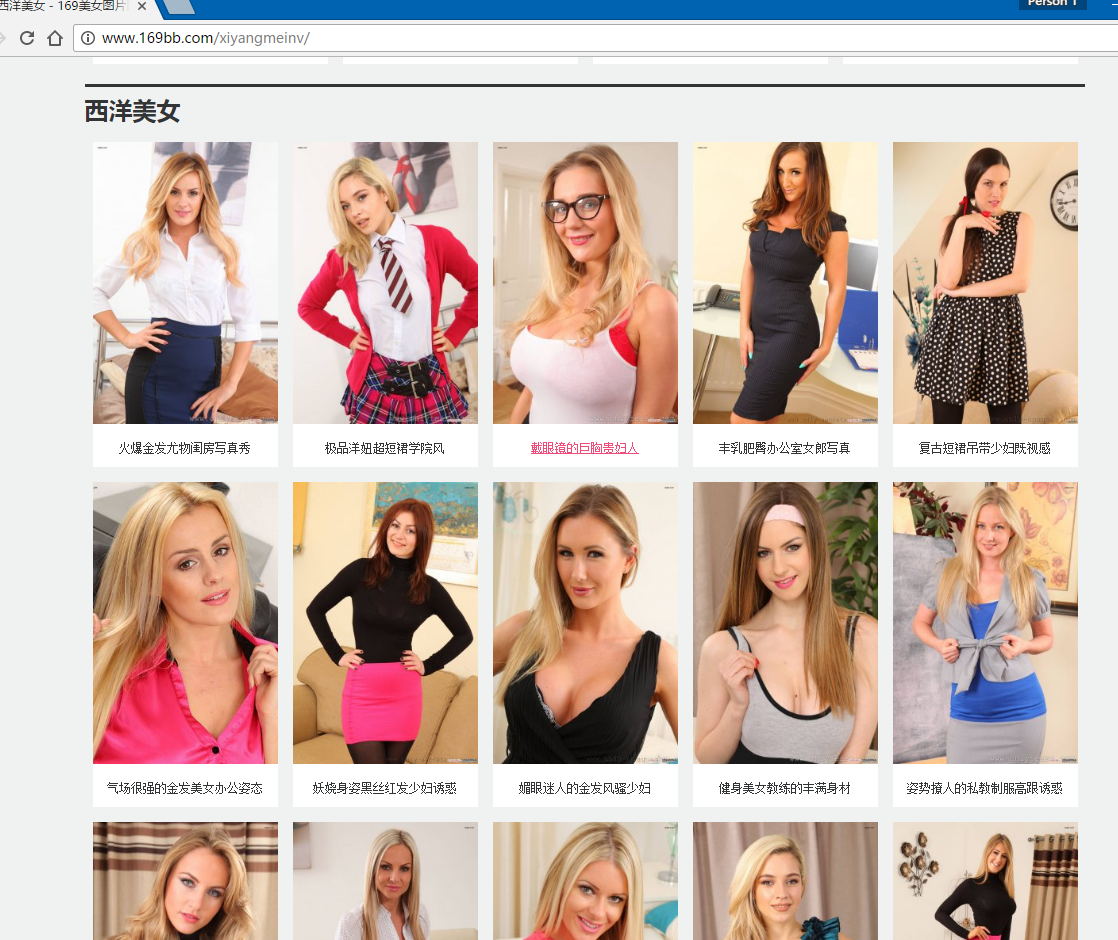 西洋美女 - 169美女图片
Person 1
www.169bb.com/xiyangmeinv/
西洋美女
火爆金发尤物闺房写真秀
极品洋妞超短裙学院风
戴眼镜的巨胸贵妇人
丰乳肥臀办公室女郎写真
复古短裙吊带少妇既视感
气场很强的金发美女办公姿态
妖娆身姿黑丝红发少妇诱惑
媚眼迷人的金发风骚少妇
健身美女教练的丰满身材
姿势撩人的私教制服高跟诱惑